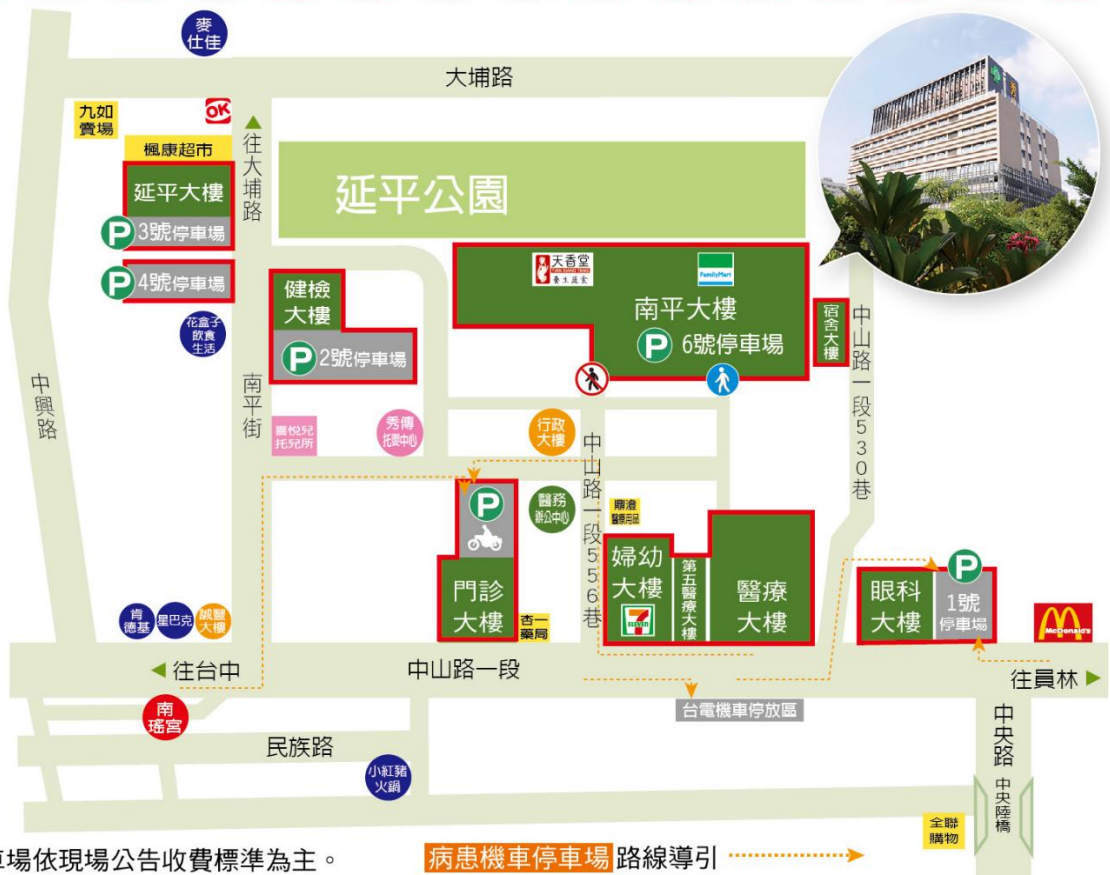 麥
仕佳
大埔路
九如
賣場
OK
楓康超市
延平大樓
P 3號停車場
P 4號停車場
往大埔路
延平公園
天香堂
養生蔬食
FamilyMart
南平大樓
P 6號停車場
宿舍大樓
中山路一段530巷
健檢
大樓
P 2號停車場
花盒子
飲食
生活
中興路
南平街
喜悅兒
托兒所
秀傳
托嬰中心
行政
大樓
中山路一段556巷
P
門診
大樓
醫務
辦公中心
鼎澄
醫療用品
婦幼
大樓
7
ELEVEN
第五醫療大樓
醫療
大樓
眼科
大樓
P
1號
停車場
McDonald's
肯
德基
星巴克
誠豐
大樓
杏一
藥局
往台中
中山路一段
往員林
南
瑤宮
台電機車停放區
民族路
小紅豬
火鍋
中央路
中央陸橋
全聯
購物
車場依現場公告收費標準為主。
病患機車停車場 路線導引